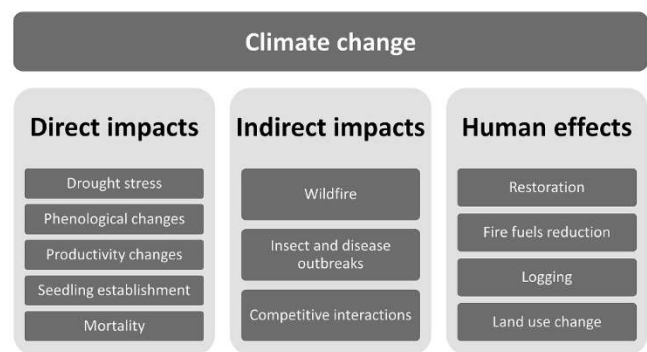 Climate change
Direct impacts
Drought stress
Phenological changes
Productivity changes
Seedling establishment
Mortality
Indirect impacts
Wildfire
Insect and disease
outbreaks
Competitive interactions
Human effects
Restoration
Fire fuels reduction
Logging
Land use change